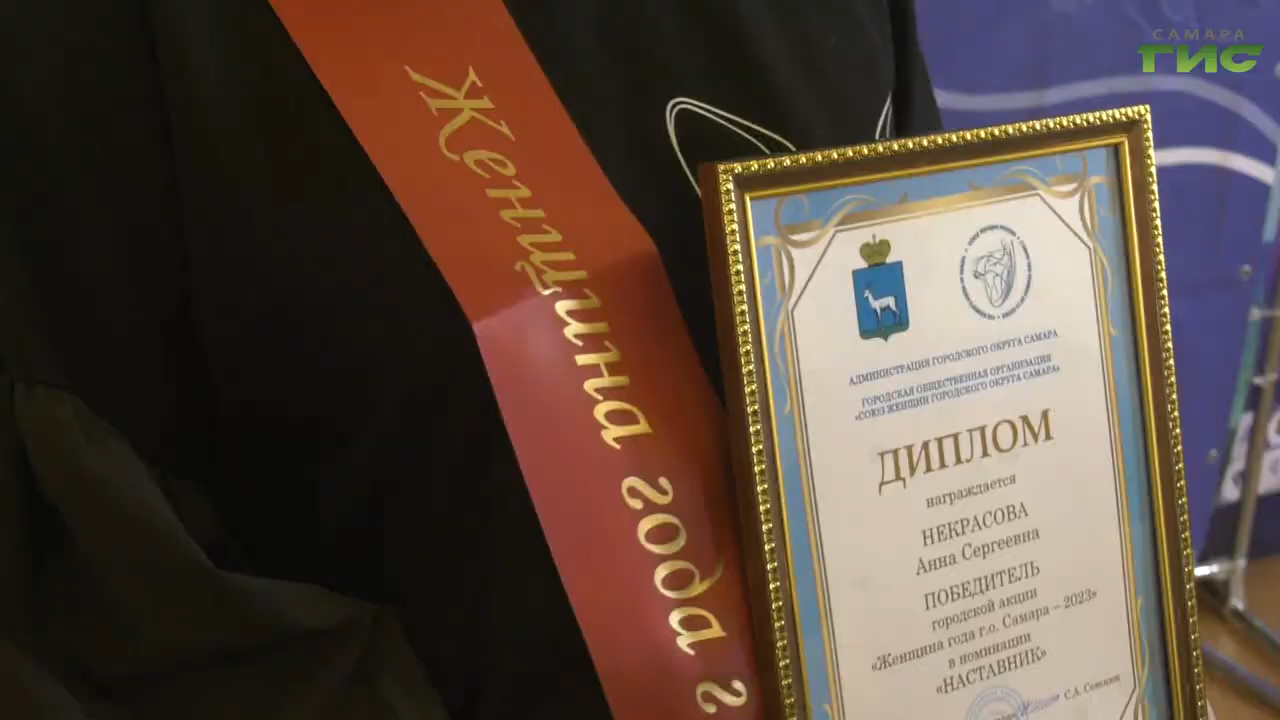 САМАРА
ГИС
Женщина года г
АДМИНИСТРАЦИЯ ГОРОДСКОГО ОКРУГА САМАРА
ГОРОДСКАЯ ОБЩЕСТВЕННАЯ ОРГАНИЗАЦИЯ
«СОЮЗ ЖЕНЩИН ГОРОДСКОГО ОКРУГА САМАРА»
ДИПЛОМ
награждается
НЕКРАСОВА
Анна Сергеевна
ПОБЕДИТЕЛЬ
городской акции
«Женщина года г.о. Самара – 2023»
в номинации
«НАСТАВНИК»
С.А.